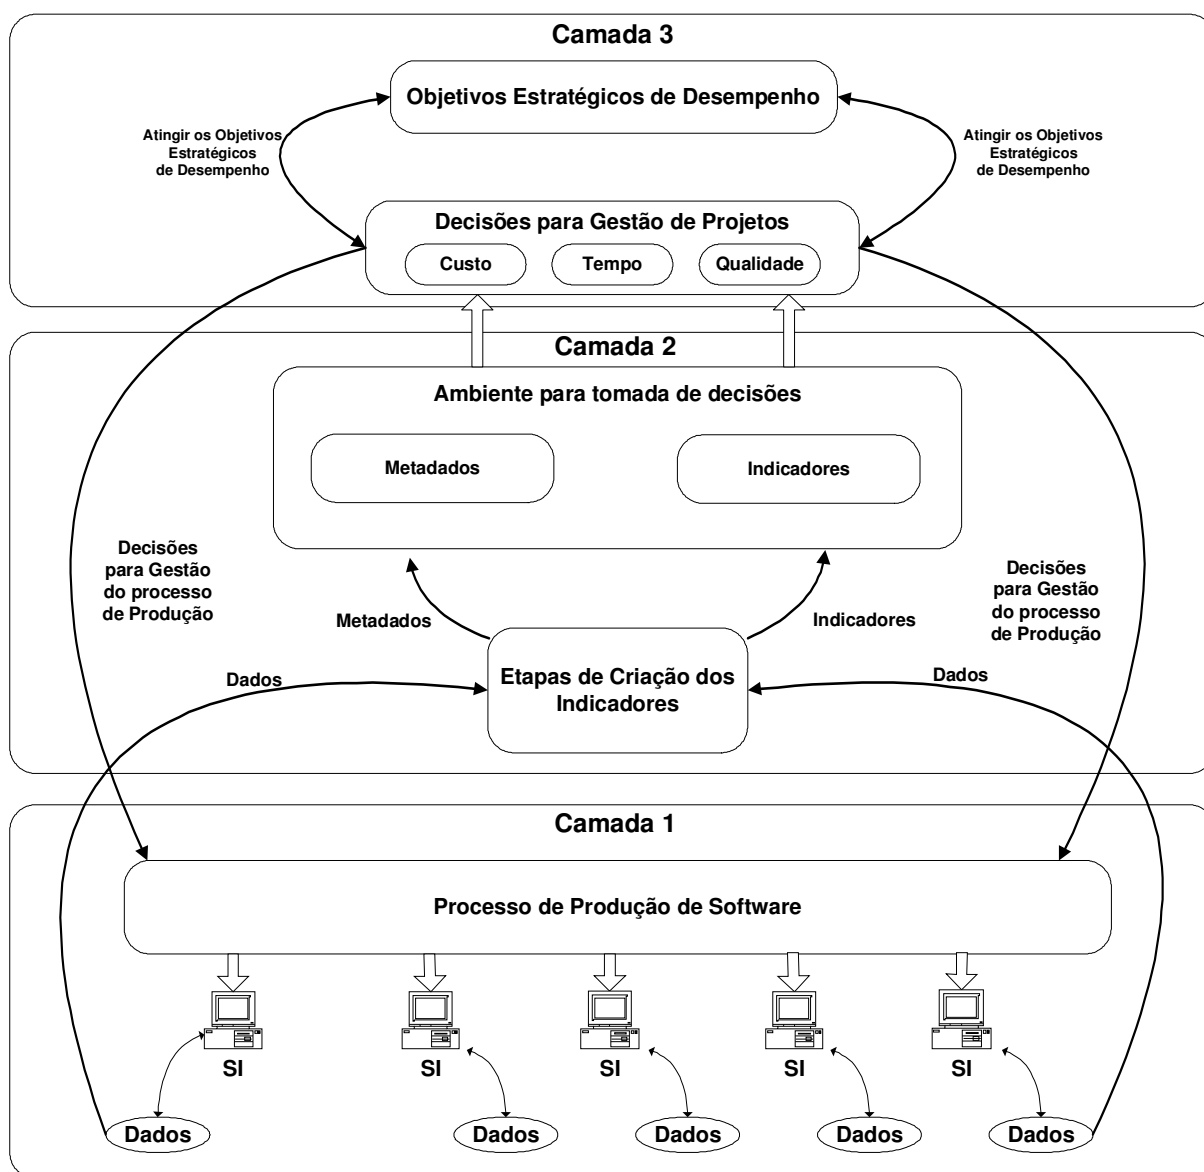 Camada 3
Objetivos Estratégicos de Desempenho
Atingir os Objetivos
Estratégicos
de Desempenho
Atingir os Objetivos
Estratégicos
de Desempenho
Decisões para Gestão de Projetos
Custo
Tempo
Qualidade
Camada 2
Ambiente para tomada de decisões
Metadados
Indicadores
Decisões
para Gestão
do processo
de Produção
Decisões
para Gestão
do processo
de Produção
Metadados
Indicadores
Dados
Etapas de Criação dos
Indicadores
Dados
Camada 1
Processo de Produção de Software
SI
SI
SI
SI
SI
Dados
Dados
Dados
Dados
Dados